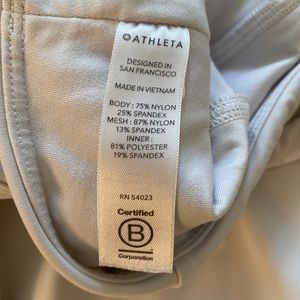 ATHLETA
DESIGNED IN
SAN FRANCISCO
MADE IN VIETNAM
BODY : 75% NYLON
25% SPANDEX
MESH : 87% NYLON
13% SPANDEX
INNER :
81% POLYESTER
19% SPANDEX
RN 54023
Certified
B
Corporation